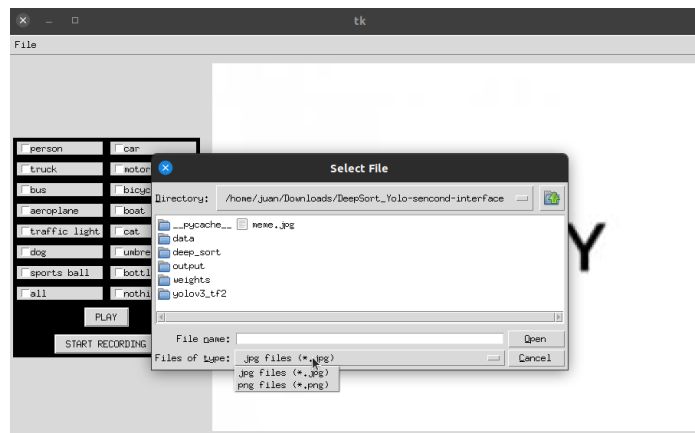 tk
File
person
car
truck
motor
bus
bicyc
aeroplane
boat
traffic light
cat
dog
umbre
sports ball
bottl
all
nothi
PLAY
START RECORDING
Select File
Directory: /home/juan/Downloads/DeepSort_Yolo-sencond-interface
__pycache__
meme.jpg
data
deep_sort
output
weights
yolov3_tf2
File name:
Open
Files of type: jpg files (*.jpg)
Cancel
jpg files (*.jpg)
png files (*.png)
Y